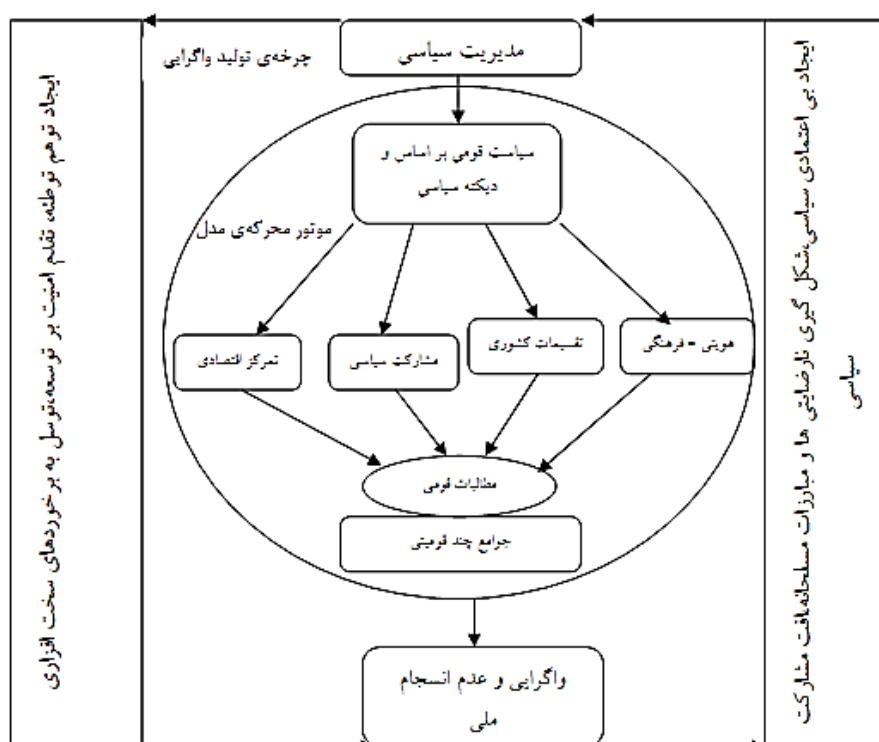 مدیریت سیاسی
چرخه‌ی تولید واگرایی
سیاست قومی بر اساس و
دیکته سیاسی
موتور محرکه‌ی مدل
هویتی - فرهنگی
تقسیمات کشوری
مشارکت سیاسی
تمرکز اقتصادی
مطالبات قومی
جوامع چند قومیتی
واگرایی و عدم انسجام
ملی
ایجاد بی اعتمادی سیاسی،شکل گیری نارضایتی ها و مبارزات مسلحانه،افت مشارکت
سیاسی
ایجاد توهم توطئه، تقدم امنیت بر توسعه،توسل به برخوردهای سخت افزاری